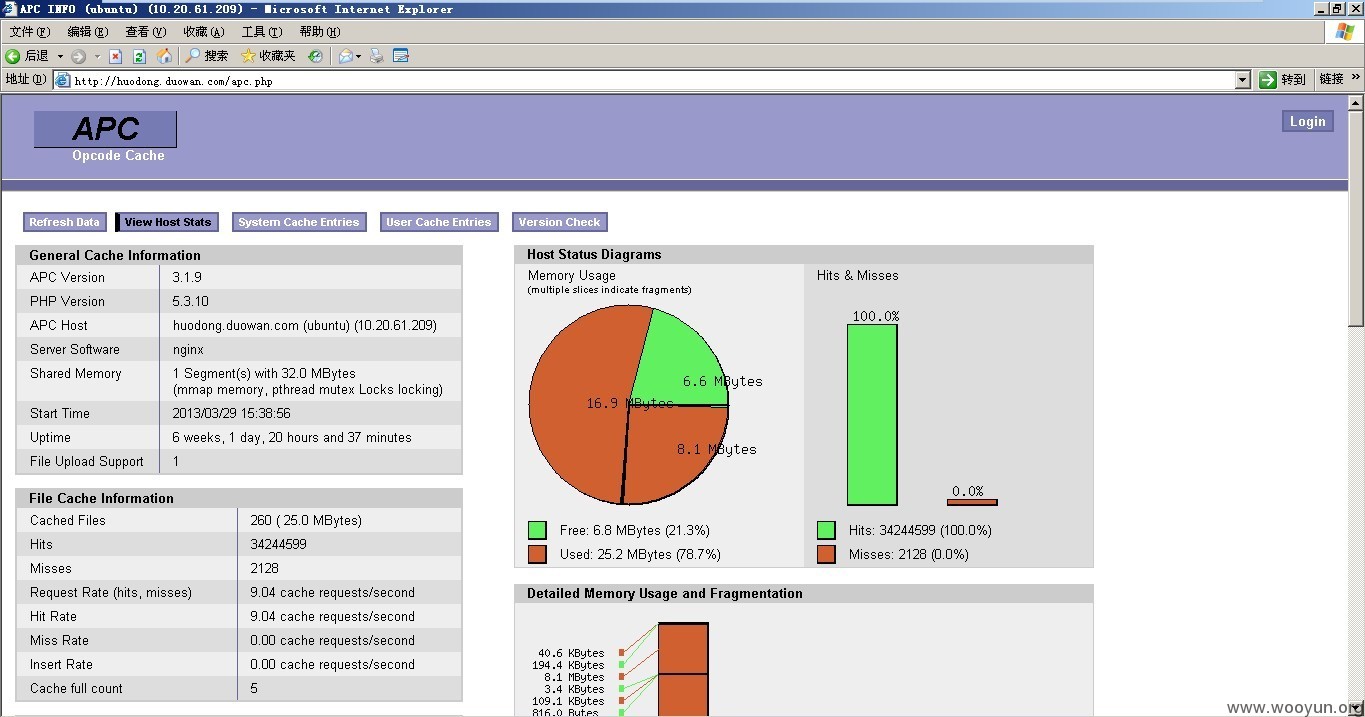 APC INFO (ubuntu) (10.20.61.209) - Microsoft Internet Explorer
文件(F) 编辑(E) 查看(V) 收藏(A) 工具(T) 帮助(H)
后退 搜索 收藏夹
地址(D) http://huodong.duowan.com/apc.php 转到 链接 »
APC
Opcode Cache
Login
Refresh Data View Host Stats System Cache Entries User Cache Entries Version Check
General Cache Information
APC Version 3.1.9
PHP Version 5.3.10
APC Host huodong.duowan.com (ubuntu) (10.20.61.209)
Server Software nginx
Shared Memory 1 Segment(s) with 32.0 MBytes
(mmap memory, pthread mutex Locks locking)
Start Time 2013/03/29 15:38:56
Uptime 6 weeks, 1 day, 20 hours and 37 minutes
File Upload Support 1
File Cache Information
Cached Files 260 ( 25.0 MBytes)
Hits 34244599
Misses 2128
Request Rate (hits, misses) 9.04 cache requests/second
Hit Rate 9.04 cache requests/second
Miss Rate 0.00 cache requests/second
Insert Rate 0.00 cache requests/second
Cache full count 5
Host Status Diagrams
Memory Usage
(multiple slices indicate fragments)
6.6 MBytes
16.9 MBytes
8.1 MBytes
Free: 6.8 MBytes (21.3%)
Used: 25.2 MBytes (78.7%)
Hits & Misses
100.0%
0.0%
Hits: 34244599 (100.0%)
Misses: 2128 (0.0%)
Detailed Memory Usage and Fragmentation
40.6 KBytes
194.4 KBytes
8.1 MBytes
3.4 KBytes
109.1 KBytes
816.0 Bytes
www.wooyun.org